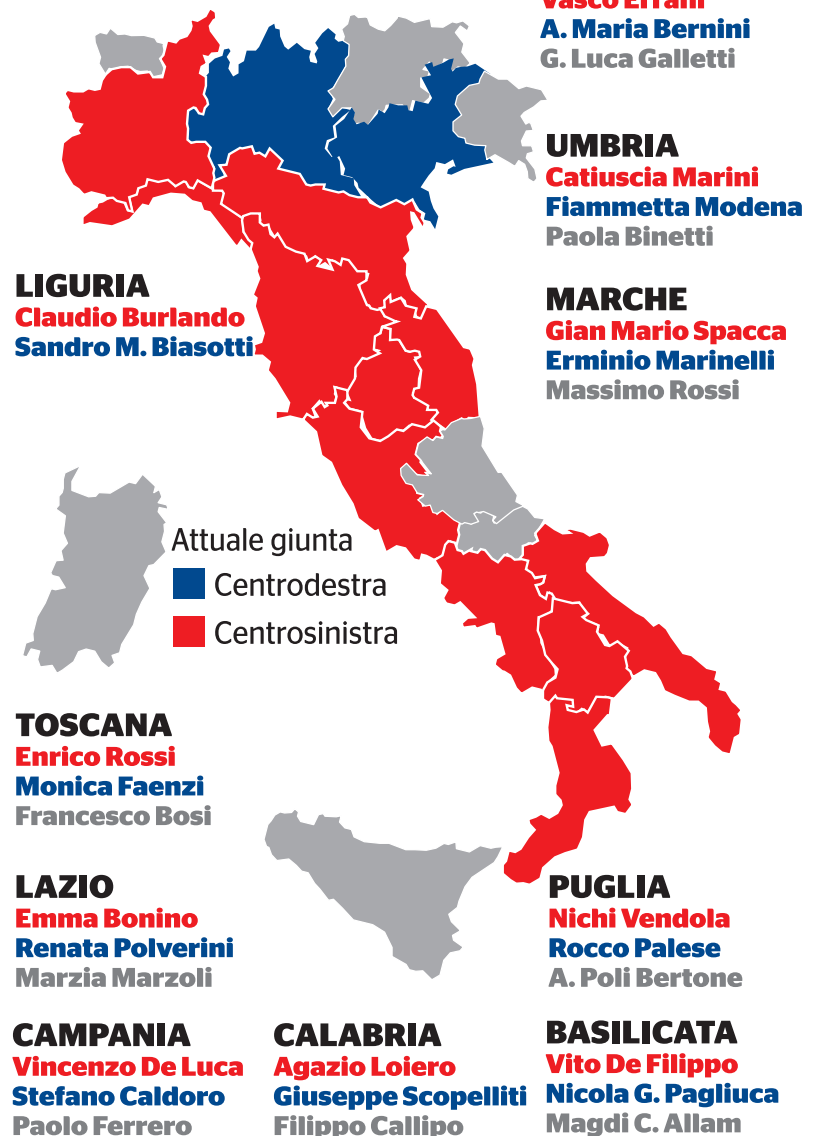 Vasco Errani
A. Maria Bernini
G. Luca Galletti
UMBRIA
Catiuscia Marini
Fiammetta Modena
Paola Binetti
LIGURIA
Claudio Burlando
Sandro M. Biasotti
MARCHE
Gian Mario Spacca
Erminio Marinelli
Massimo Rossi
Attuale giunta
Centrodestra
Centrosinistra
TOSCANA
Enrico Rossi
Monica Faenzi
Francesco Bosi
LAZIO
Emma Bonino
Renata Polverini
Marzia Marzoli
PUGLIA
Nichi Vendola
Rocco Palese
A. Poli Bertone
CAMPANIA
Vincenzo De Luca
Stefano Caldoro
Paolo Ferrero
CALABRIA
Agazio Loiero
Giuseppe Scopelliti
Filippo Callipo
BASILICATA
Vito De Filippo
Nicola G. Pagliuca
Magdi C. Allam